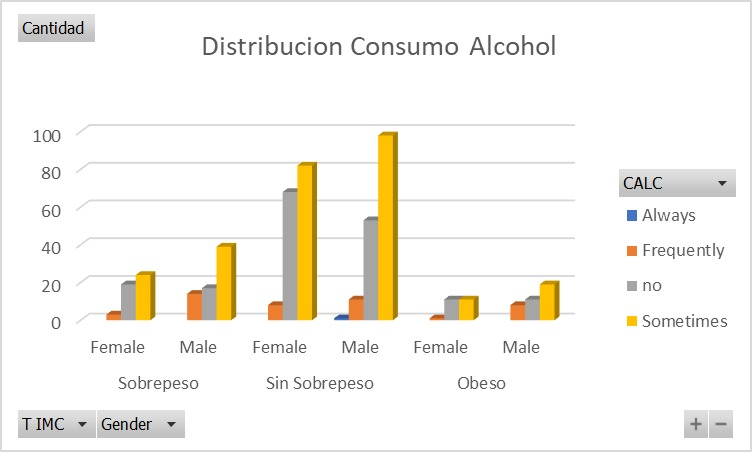 Cantidad
Distribucion Consumo Alcohol
100
80
60
40
20
0
Female Male Female Male Female Male
Sobrepeso Sin Sobrepeso Obeso
CALC
Always
Frequently
no
Sometimes
T IMC Gender
+ −